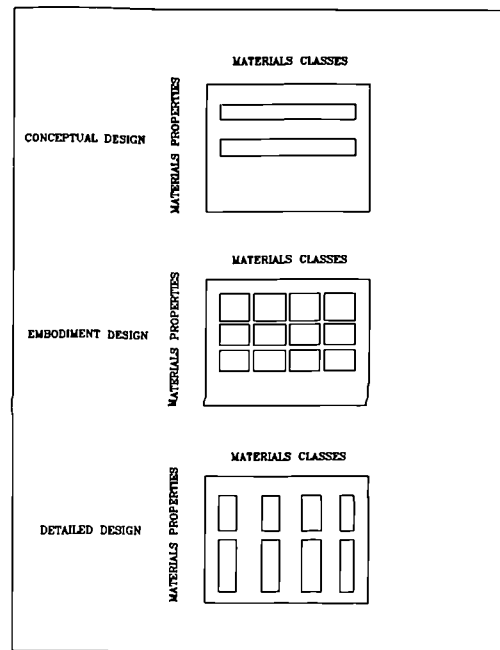 MATERIALS CLASSES
MATERIALS PROPERTIES
CONCEPTUAL DESIGN
MATERIALS CLASSES
MATERIALS PROPERTIES
EMBODIMENT DESIGN
MATERIALS CLASSES
MATERIALS PROPERTIES
DETAILED DESIGN